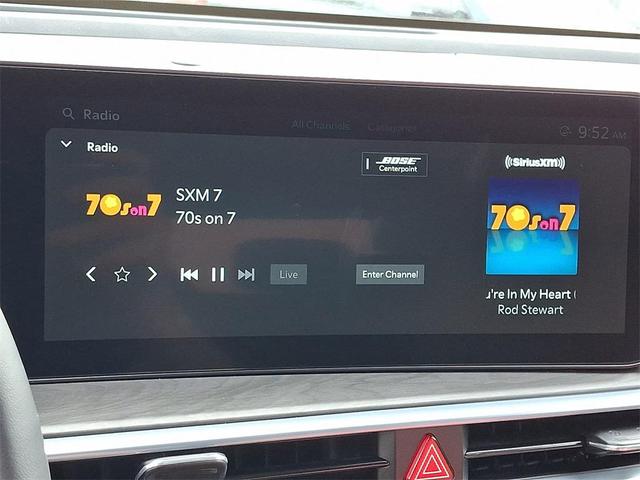 Radio
All Channels Categories
9:52 AM
Radio
BOSE
Centerpoint
SiriusXM
70s on 7
SXM 7
70s on 7
70s on 7
Live
Enter Channel
u're In My Heart (
Rod Stewart